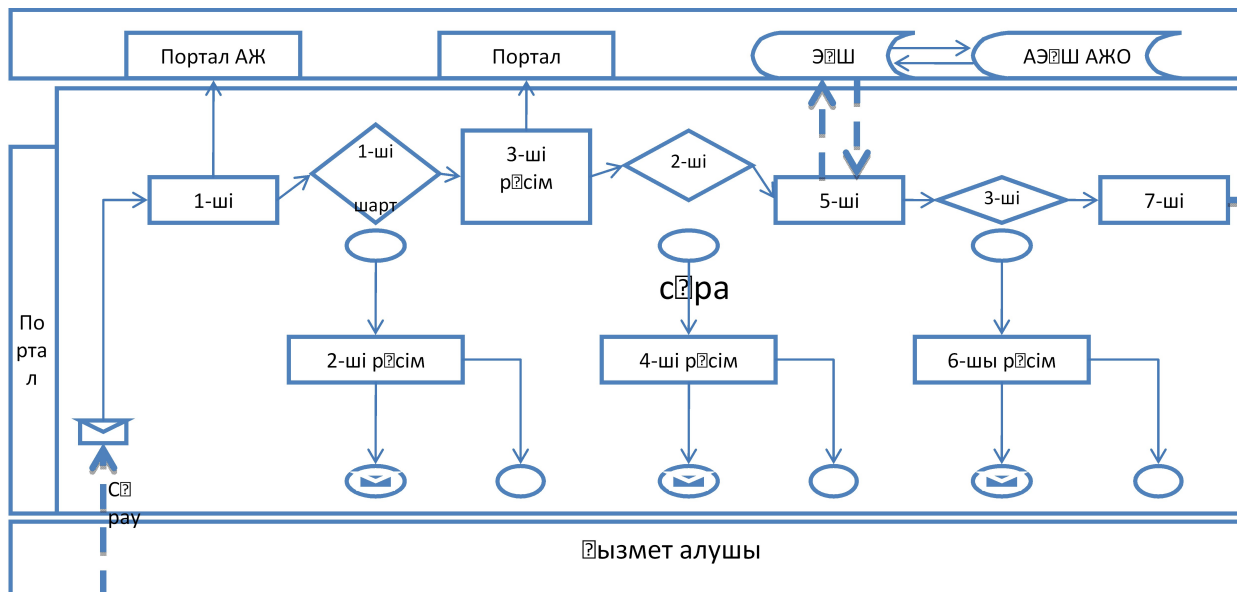 Портал АЖ
Портал
Э�Ш
АЭ�Ш АЖО
1-ші
шарт
3-ші
р�сім
2-ші
1-ші
5-ші
3-ші
7-ші
с�ра
По
рта
л
2-ші р�сім
4-ші р�сім
6-шы р�сім
С�
рау
�ызмет алушы